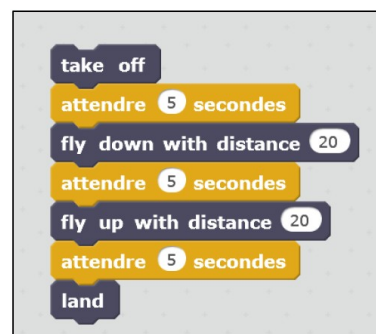 take off
attendre 5 secondes
fly down with distance 20
attendre 5 secondes
fly up with distance 20
attendre 5 secondes
land